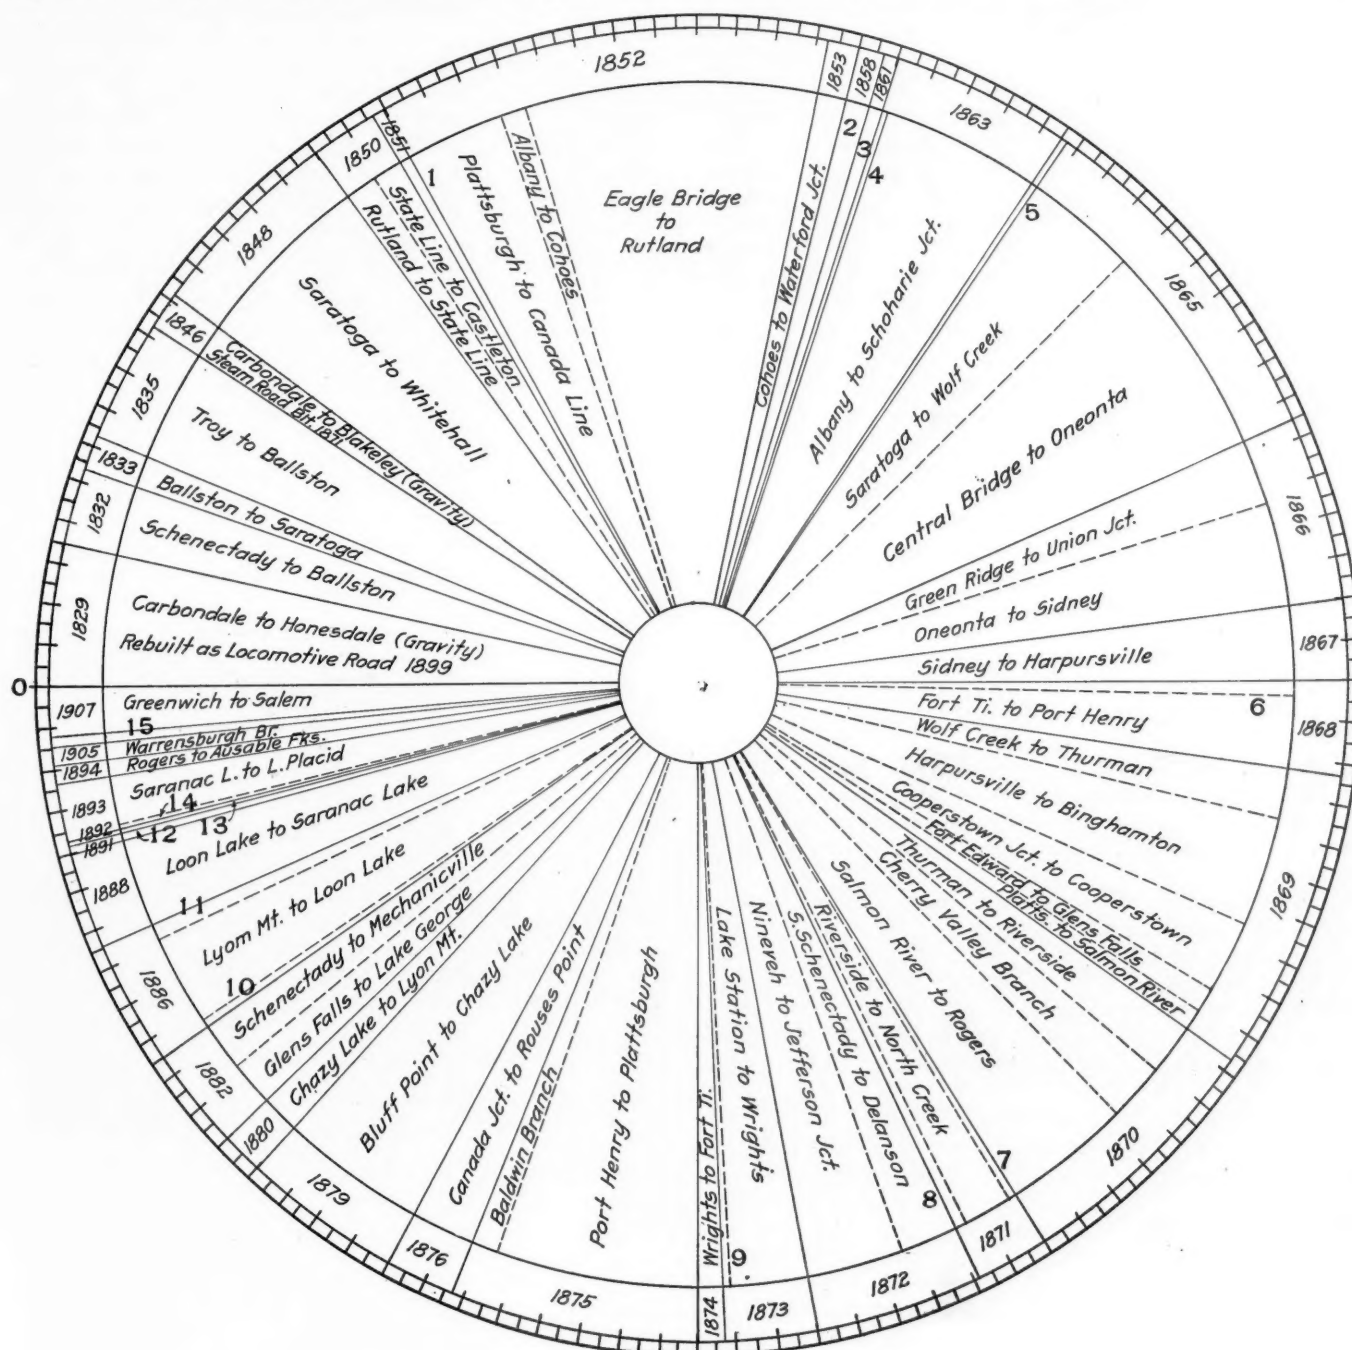 0
1829
Carbondale to Honesdale (Gravity)
Rebuilt as Locomotive Road 1899
1832
Schenectady to Ballston
1833
Ballston to Saratoga
1835
Troy to Ballston
1846
Carbondale to Blakeley (Gravity)
Steam Road Blt. 1871
1848
Saratoga to Whitehall
1850
Rutland to State Line
State Line to Castleton
1851
1
1852
Plattsburgh to Canada Line
Albany to Cohoes
Eagle Bridge
to
Rutland
1853
Cohoes to Waterford Jct.
2
1858
3
1861
4
1863
Albany to Schoharie Jct.
5
1865
Saratoga to Wolf Creek
Central Bridge to Oneonta
1866
Green Ridge to Union Jct.
Oneonta to Sidney
1867
Sidney to Harpursville
6
1868
Fort Ti. to Port Henry
Wolf Creek to Thurman
1869
Harpursville to Binghamton
Cooperstown Jct. to Cooperstown
Fort Edward to Glens Falls
Platts. to Salmon River
1870
Thurman to Riverside
Cherry Valley Branch
Salmon River to Rogers
7
1871
Riverside to North Creek
8
1872
S. Schenectady to Delanson
Nineveh to Jefferson Jct.
1873
Lake Station to Wrights
9
1874
Wrights to Fort Ti.
1875
Port Henry to Plattsburgh
Baldwin Branch
1876
Canada Jct. to Rouses Point
1879
Bluff Point to Chazy Lake
1880
Chazy Lake to Lyon Mt.
1882
Glens Falls to Lake George
Schenectady to Mechanicville
1886
10
Lyom Mt. to Loon Lake
11
1888
Loon Lake to Saranac Lake
1891
12
13
1892
14
1893
Saranac L. to L. Placid
1894
Rogers to Ausable Fks.
1905
Warrensburgh Br.
15
1907
Greenwich to Salem